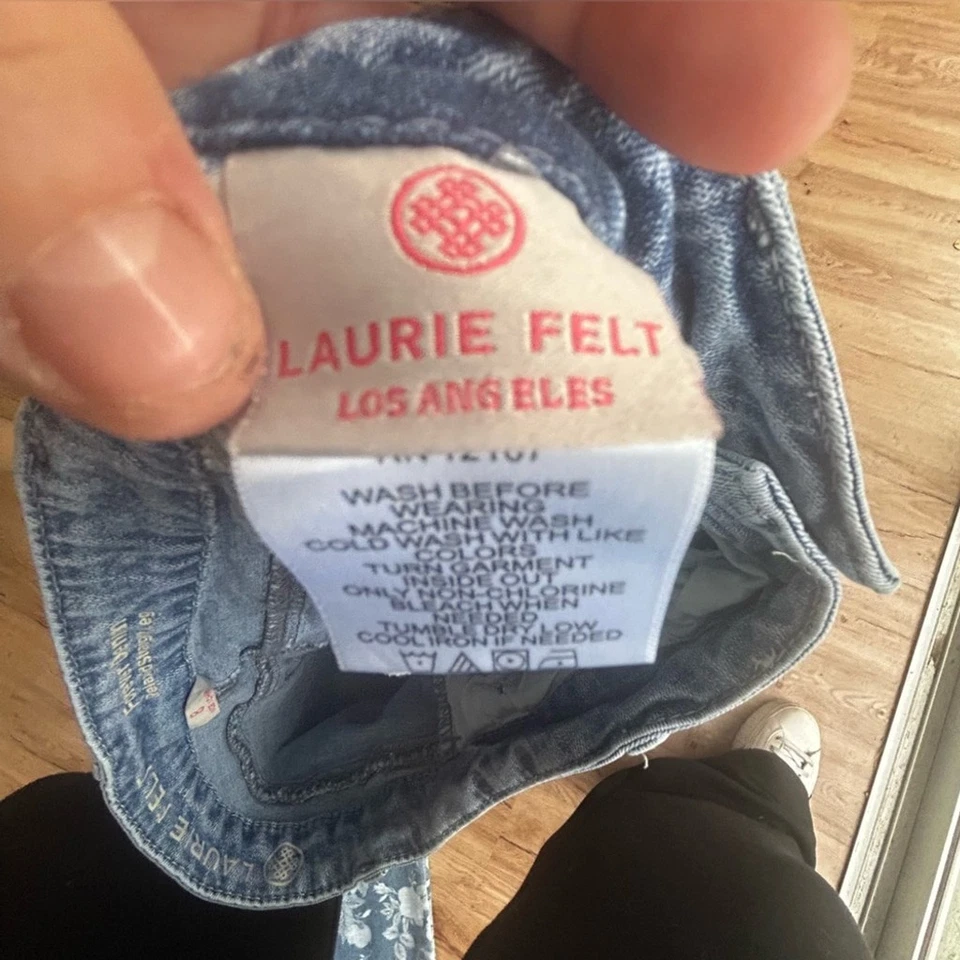 LAURIE FELT
LOS ANGELES
WASH BEFORE
WEARING
MACHINE WASH
COLD WASH WITH LIKE
COLORS
TURN GARMENT
INSIDE OUT
ONLY NON-CHLORINE
BLEACH WHEN
NEEDED
TUMBLE DRY LOW
COOL IRON IF NEEDED
LAURIE FELT